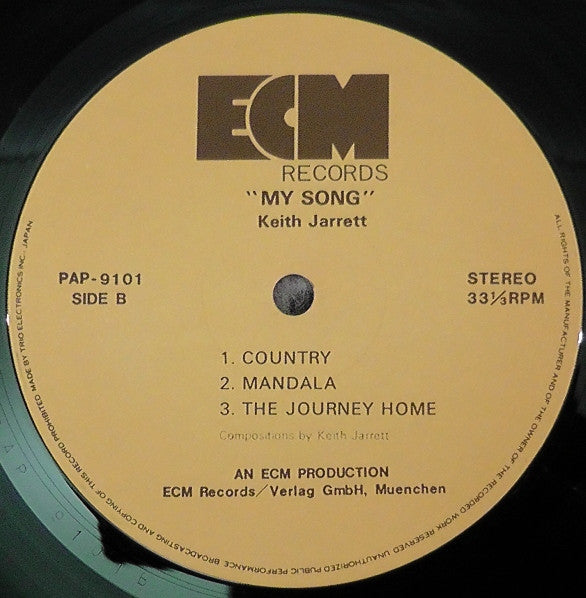 ECM
RECORDS
"MY SONG"
Keith Jarrett
PAP-9101
SIDE B
STEREO
33⅓RPM
1. COUNTRY
2. MANDALA
3. THE JOURNEY HOME
Compositions by Keith Jarrett
AN ECM PRODUCTION
ECM Records/Verlag GmbH, Muenchen
ALL RIGHTS OF THE MANUFACTURER AND OF THE OWNER OF THE RECORDED WORK RESERVED UNAUTHORIZED PUBLIC PERFORMANCE BROADCASTING AND COPYING OF THIS RECORD PROHIBITED MADE BY TRIO ELECTRONICS INC. JAPAN